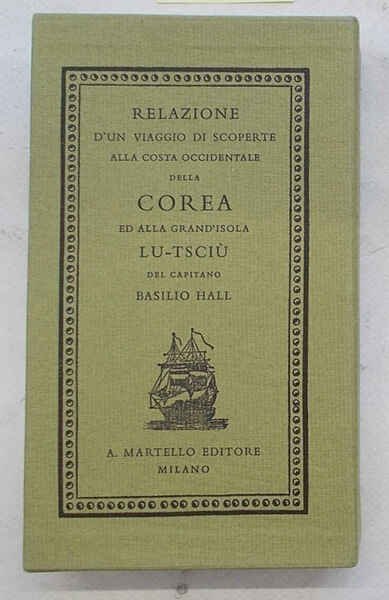 RELAZIONE
D'UN VIAGGIO DI SCOPERTE
ALLA COSTA OCCIDENTALE
DELLA
COREA
ED ALLA GRAND'ISOLA
LU-TSCIÙ
DEL CAPITANO
BASILIO HALL
A. MARTELLO EDITORE
MILANO